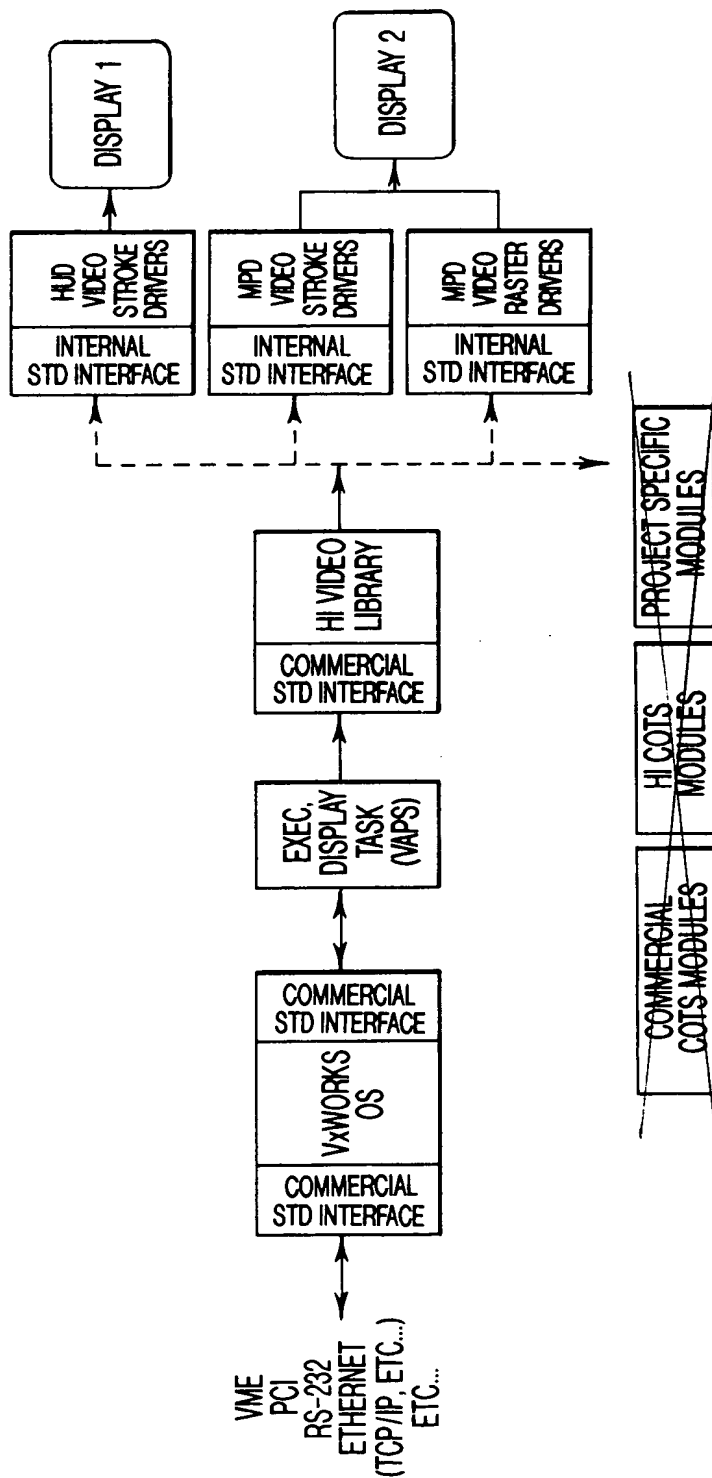 VME
PCI
RS-232
ETHERNET
(TCP/IP, ETC...)
ETC...
COMMERCIAL
STD INTERFACE
VxWORKS
OS
COMMERCIAL
STD INTERFACE
EXEC,
DISPLAY
TASK
(VAPS)
COMMERCIAL
STD INTERFACE
HI VIDEO
LIBRARY
INTERNAL
STD INTERFACE
HUD
VIDEO
STROKE
DRIVERS
DISPLAY 1
INTERNAL
STD INTERFACE
MPD
VIDEO
STROKE
DRIVERS
INTERNAL
STD INTERFACE
MPD
VIDEO
RASTER
DRIVERS
DISPLAY 2
COMMERCIAL
COTS MODULES
HI COTS
MODULES
PROJECT SPECIFIC
MODULES